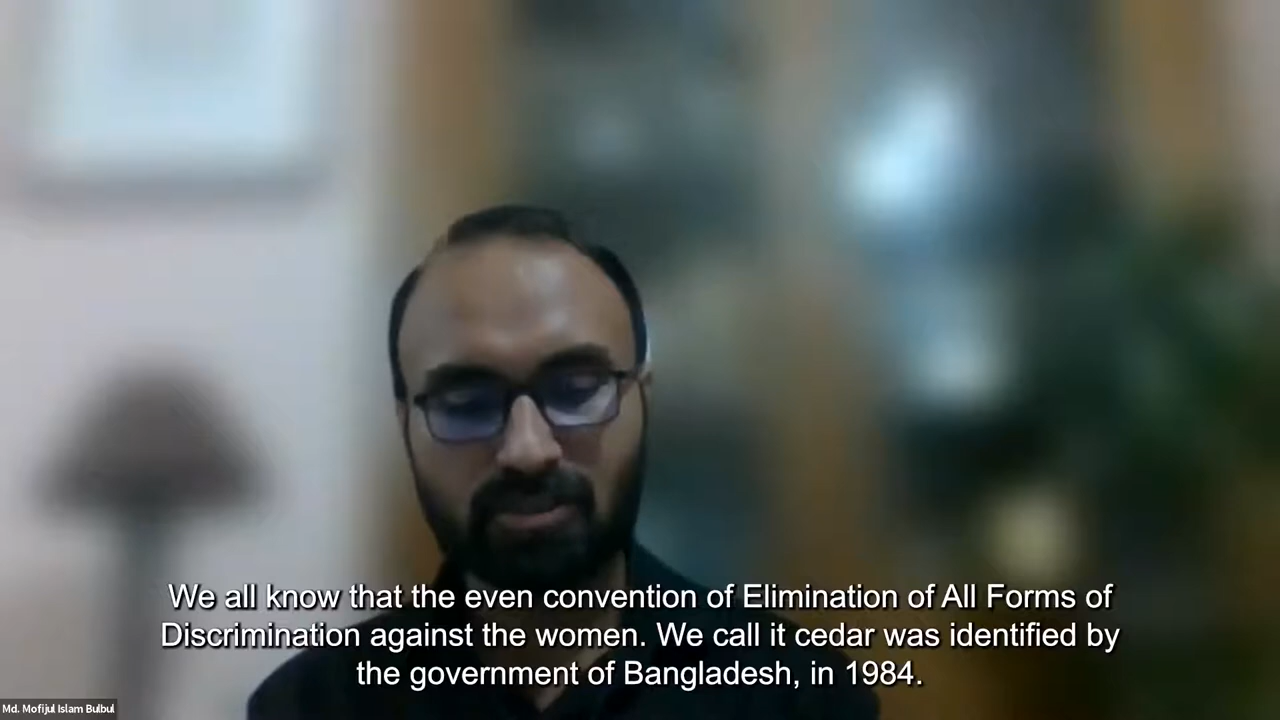 We all know that the even convention of Elimination of All Forms of
Discrimination against the women. We call it cedar was identified by
the government of Bangladesh, in 1984.
Md. Mofijul Islam Bulbul